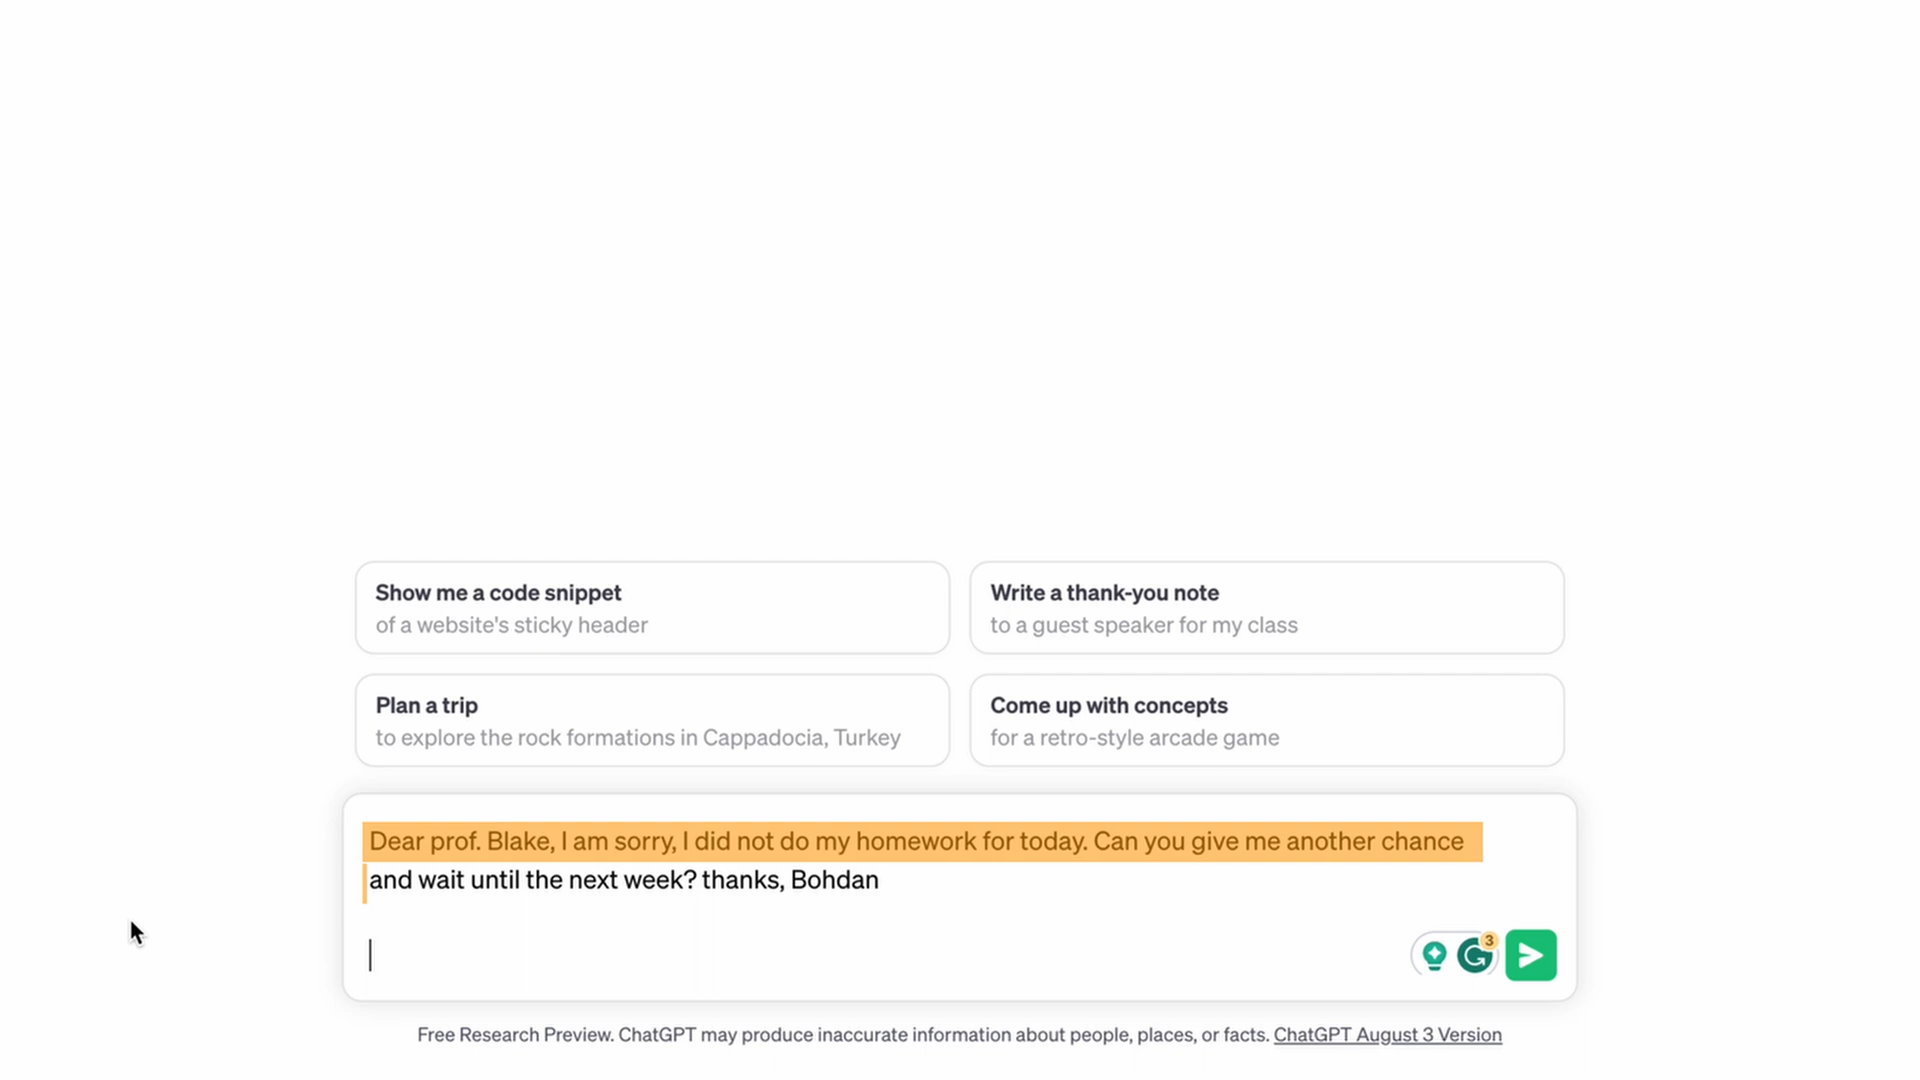 Show me a code snippet
of a website's sticky header
Write a thank-you note
to a guest speaker for my class
Plan a trip
to explore the rock formations in Cappadocia, Turkey
Come up with concepts
for a retro-style arcade game
Dear prof. Blake, I am sorry, I did not do my homework for today. Can you give me another chance
and wait until the next week? thanks, Bohdan
3
Free Research Preview. ChatGPT may produce inaccurate information about people, places, or facts. ChatGPT August 3 Version